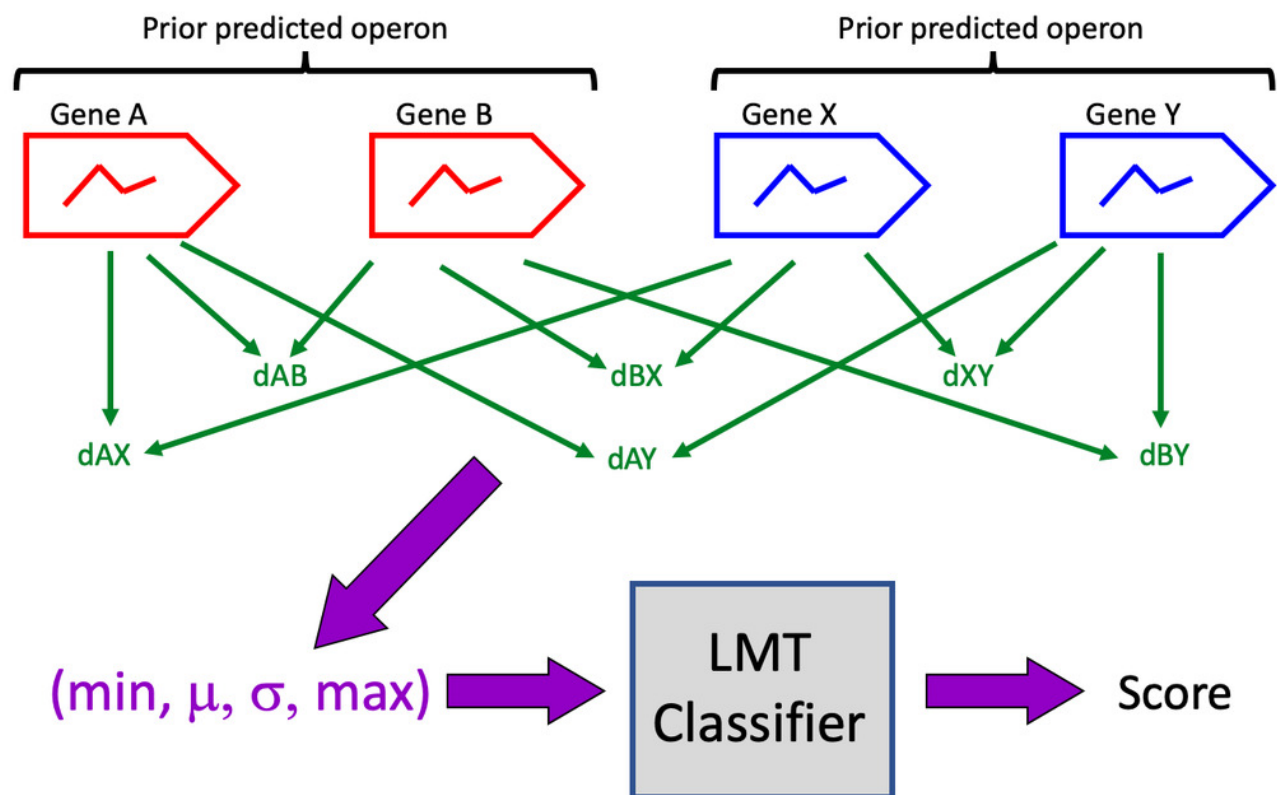 Prior predicted operon
Prior predicted operon
Gene A
Gene B
Gene X
Gene Y
dAB
dBX
dXY
dAX
dAY
dBY
(min, μ, σ, max)
LMT
Classifier
Score